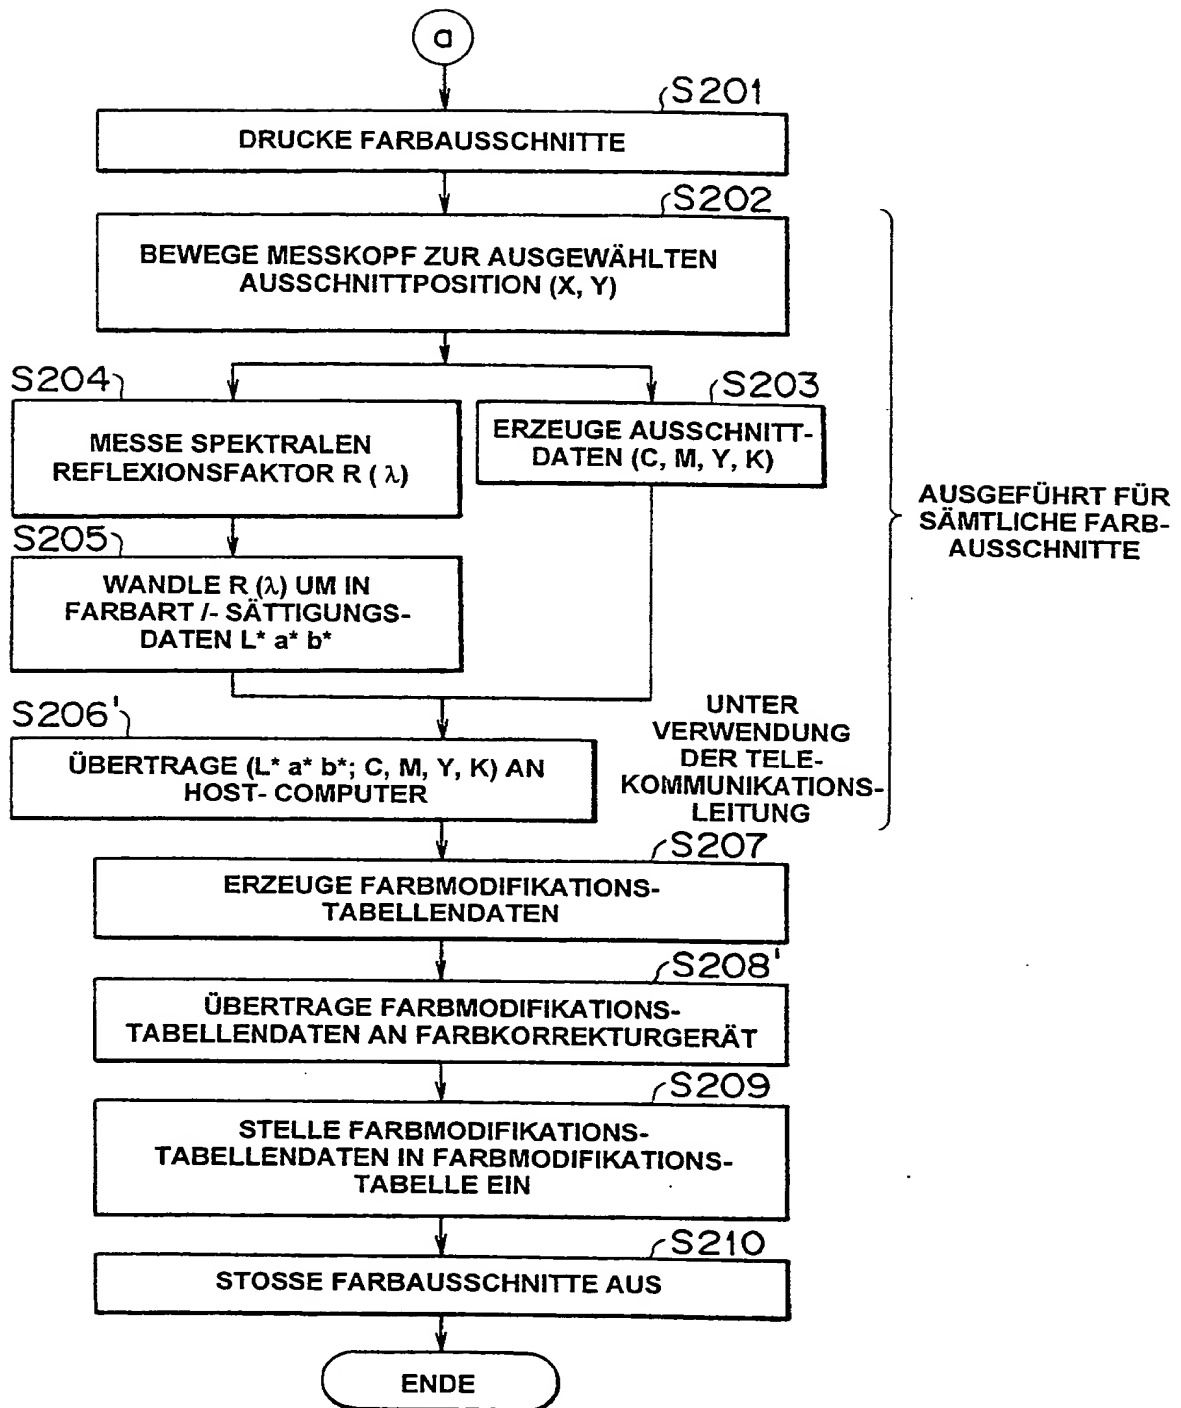 a
S201
DRUCKE FARBAUSSCHNITTE
S202
BEWEGE MESSKOPF ZUR AUSGEWÄHLTEN
AUSSCHNITTPOSITION (X, Y)
S204
MESSE SPEKTRALEN
REFLEXIONSFAKTOR R ( λ)
S203
ERZEUGE AUSSCHNITT-
DATEN (C, M, Y, K)
AUSGEFÜHRT FÜR
SÄMTLICHE FARB-
AUSSCHNITTE
S205
WANDLE R (λ) UM IN
FARBART /- SÄTTIGUNGS-
DATEN L* a* b*
S206'
ÜBERTRAGE (L* a* b*; C, M, Y, K) AN
HOST- COMPUTER
UNTER
VERWENDUNG
DER TELE-
KOMMUNIKATIONS-
LEITUNG
S207
ERZEUGE FARBMODIFIKATIONS-
TABELLENDATEN
S208'
ÜBERTRAGE FARBMODIFIKATIONS-
TABELLENDATEN AN FARBKORREKTURGERÄT
S209
STELLE FARBMODIFIKATIONS-
TABELLENDATEN IN FARBMODIFIKATIONS-
TABELLE EIN
S210
STOSSE FARBAUSSCHNITTE AUS
ENDE